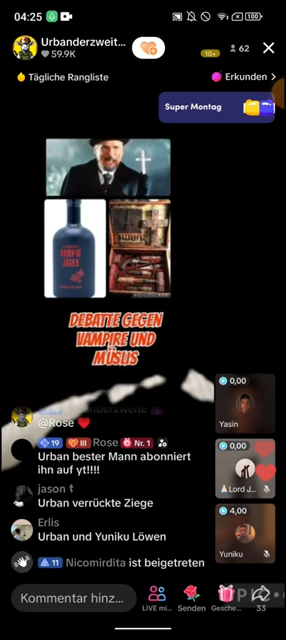 04:25
100
Urbanderzweit...
59.9K
10+
62
Tägliche Rangliste
Erkunden
Super Montag
VAMPIR
JÄGER
DEBATTE GEGEN
VAMPIRE UND
MÜSLIS
0,00
Yasin
@Rose ❤️
19 III Rose Nr. 1
Urban bester Mann abonniert
ihn auf yt!!!!
0,00
Lord J...
jason
Urban verrückte Ziege
4,00
Yuniku
Erlis
Urban und Yuniku Löwen
11 Nicomirdita ist beigetreten
Kommentar hinz...
LIVE mi...
Senden
Gesche...
33